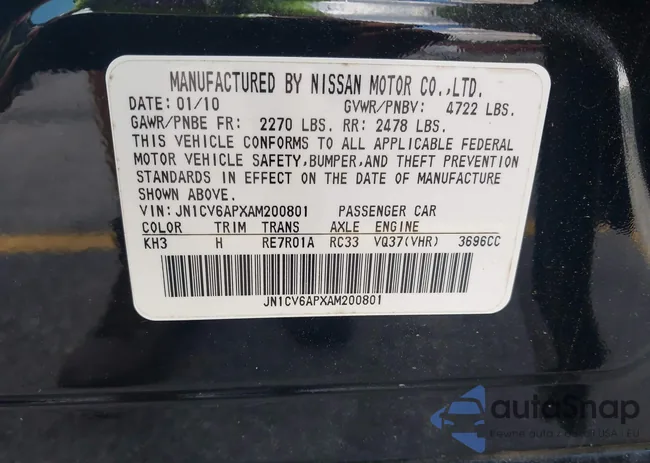 MANUFACTURED BY NISSAN MOTOR CO.,LTD.
DATE: 01/10 GVWR/PNBV: 4722 LBS.
GAWR/PNBE FR: 2270 LBS. RR: 2478 LBS.
THIS VEHICLE CONFORMS TO ALL APPLICABLE FEDERAL
MOTOR VEHICLE SAFETY,BUMPER,AND THEFT PREVENTION
STANDARDS IN EFFECT ON THE DATE OF MANUFACTURE
SHOWN ABOVE.
VIN: JN1CV6APXAM200801 PASSENGER CAR
COLOR TRIM TRANS AXLE ENGINE
KH3 H RE7R01A RC33 VQ37(VHR) 3696CC
JN1CV6APXAM200801
autoSnap
Pewne auta z